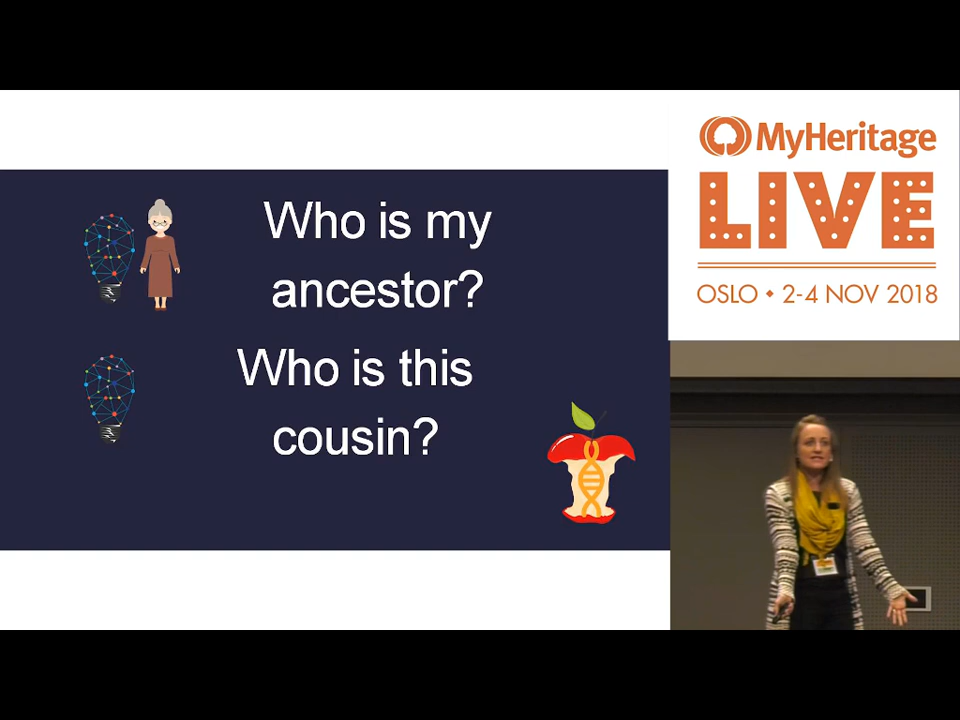 Who is my
ancestor?
Who is this
cousin?
MyHeritage
LIVE
OSLO • 2-4 NOV 2018